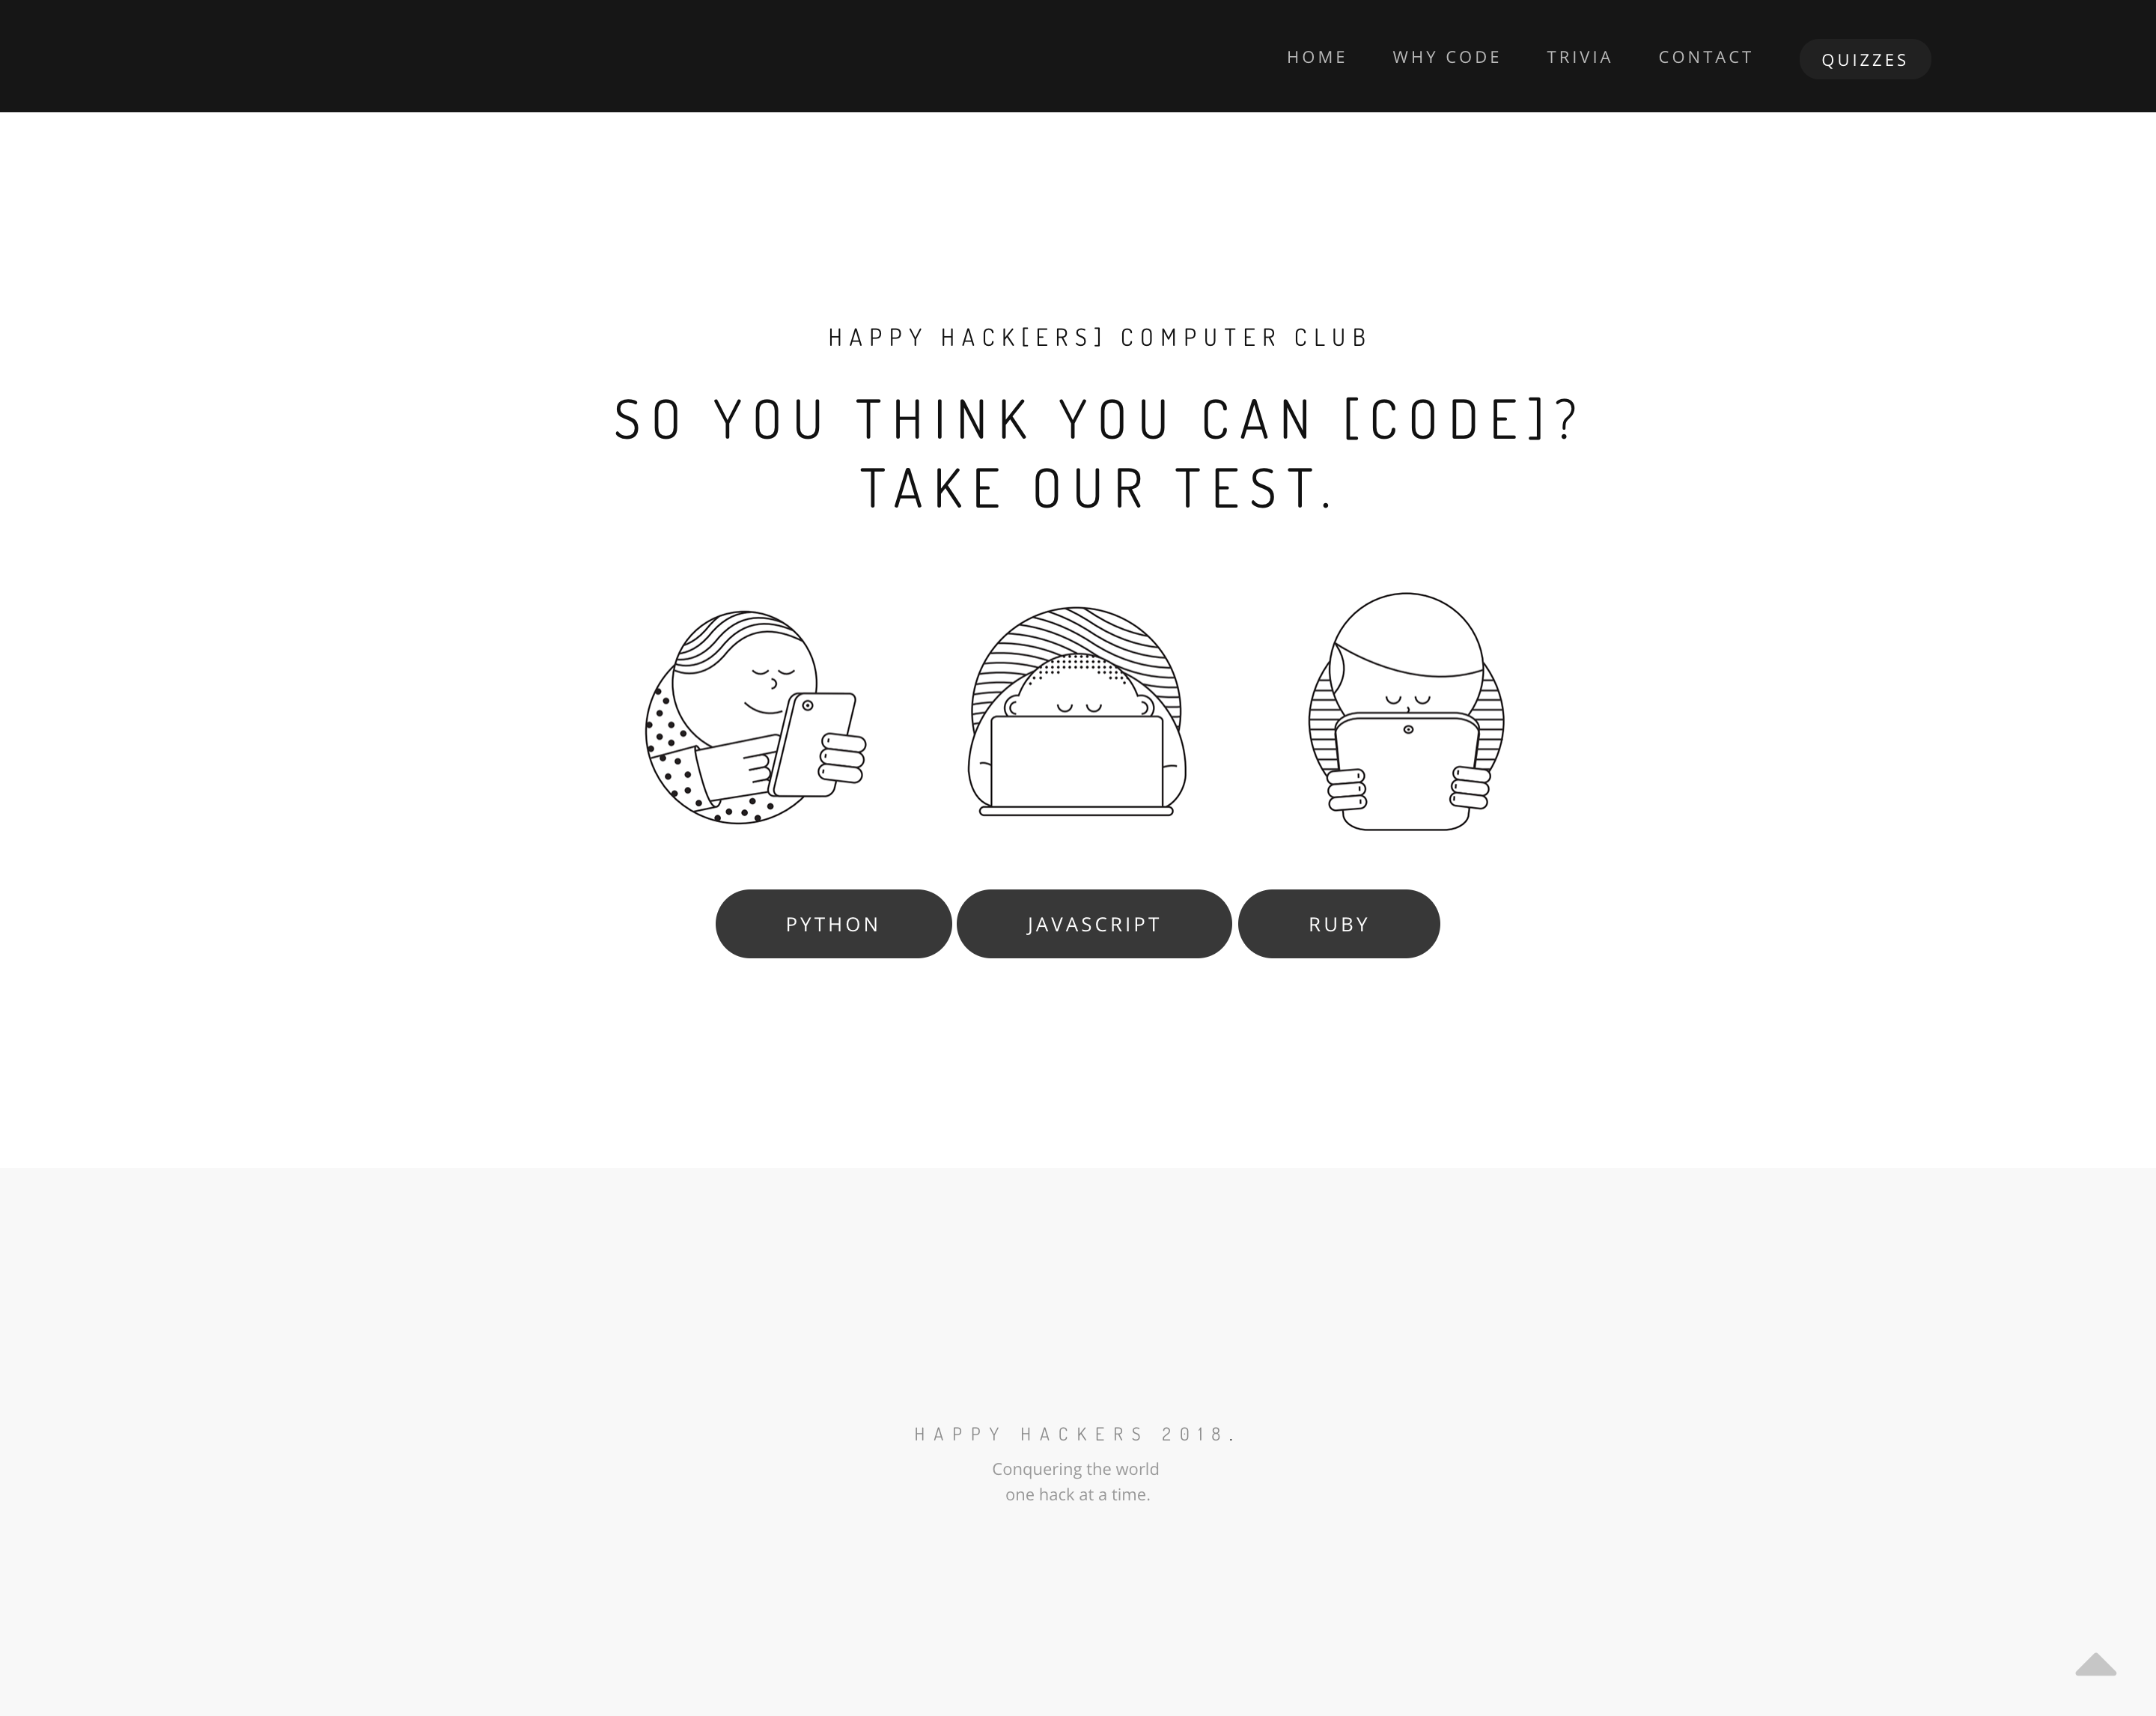 HOME WHY CODE TRIVIA CONTACT QUIZZES
HAPPY HACK[ERS] COMPUTER CLUB
SO YOU THINK YOU CAN [CODE]?
TAKE OUR TEST.
PYTHON JAVASCRIPT RUBY
HAPPY HACKERS 2018.
Conquering the world
one hack at a time.